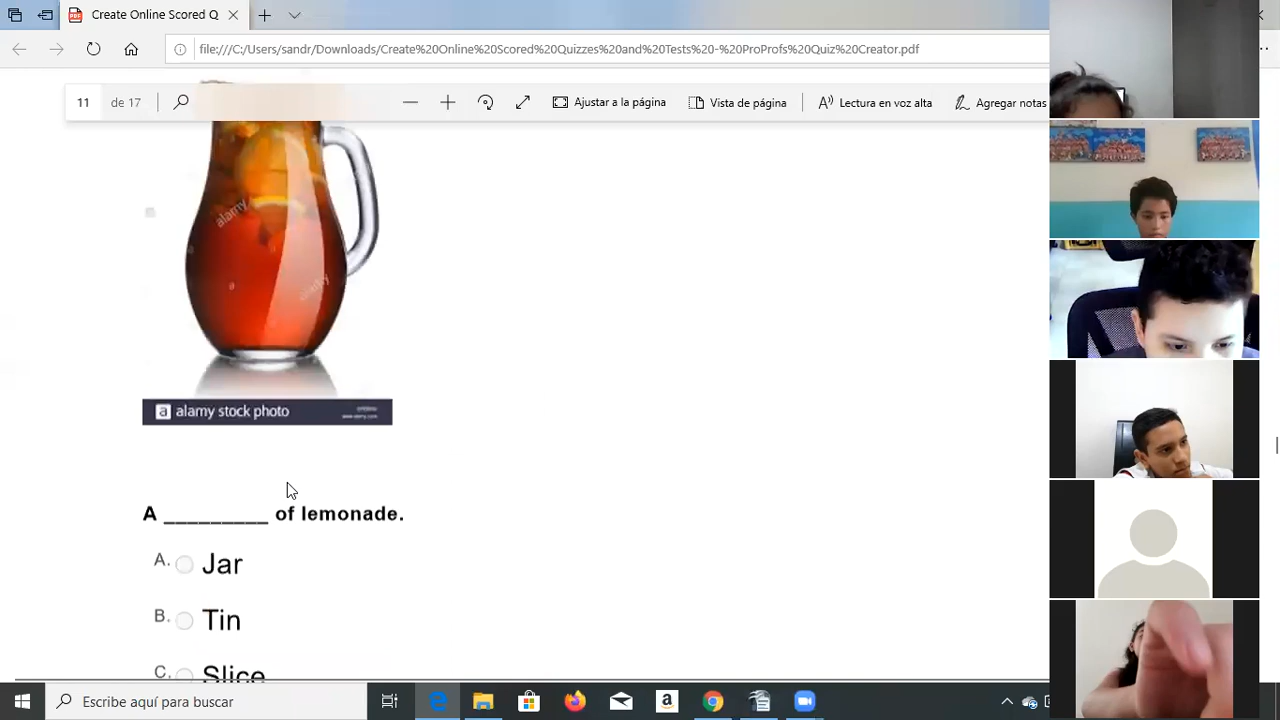 Create Online Scored Q
file:///C:/Users/sandr/Downloads/Create%20Online%20Scored%20Quizzes%20and%20Tests%20-%20ProProfs%20Quiz%20Creator.pdf
11 de 17
Ajustar a la página
Vista de página
Lectura en voz alta
Agregar notas
alamy
alamy
a
a alamy stock photo
A _________ of lemonade.
A. Jar
B. Tin
C. Slice
Escribe aquí para buscar